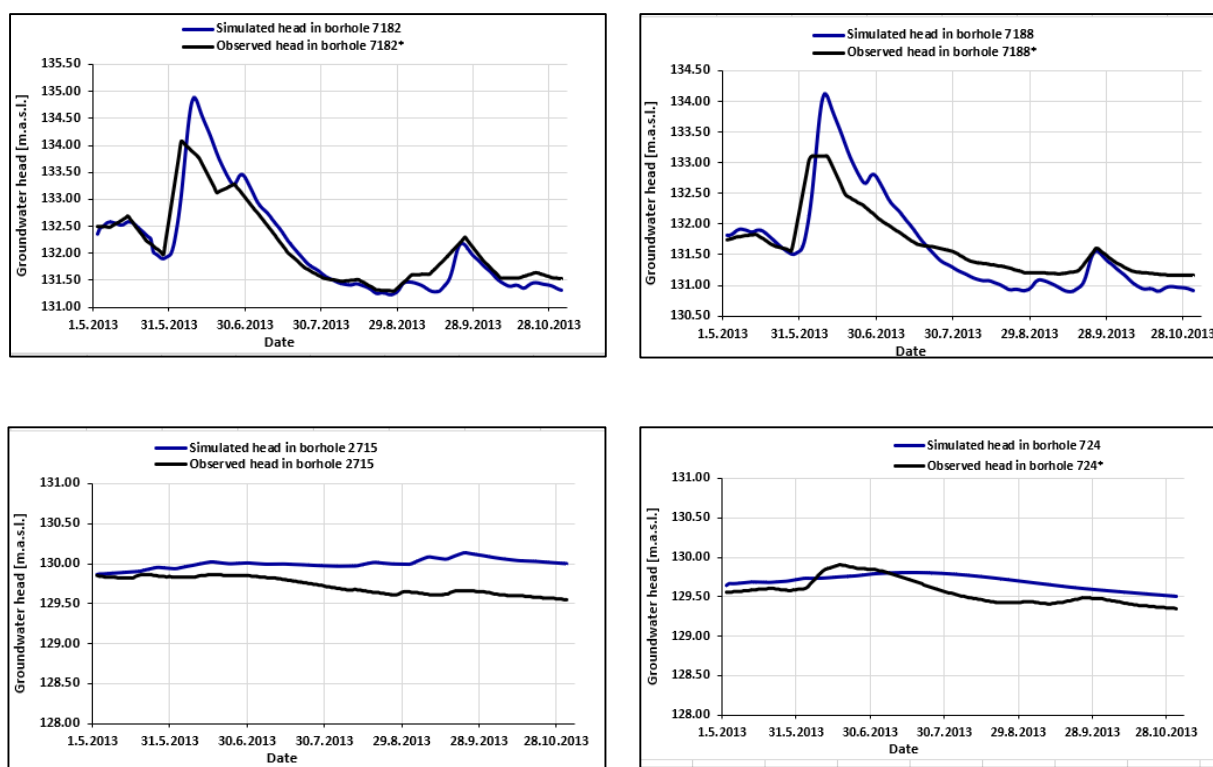 Simulated head in borehole 7182
Observed head in borhole 7182*
Groundwater head [m.a.s.l.]
135.50
135.00
134.50
134.00
133.50
133.00
132.50
132.00
131.50
131.00
1.5.2013 31.5.2013 30.6.2013 30.7.2013 29.8.2013 28.9.2013 28.10.2013
Date
Simulated head in borhole 7188
Observed head in borhole 7188*
Groundwater head [m.a.s.l.]
134.50
134.00
133.50
133.00
132.50
132.00
131.50
131.00
130.50
1.5.2013 31.5.2013 30.6.2013 30.7.2013 29.8.2013 28.9.2013 28.10.2013
Date
Simulated head in borhole 2715
Observed head in borhole 2715
Groundwater head [m.a.s.l.]
131.00
130.50
130.00
129.50
129.00
128.50
128.00
1.5.2013 31.5.2013 30.6.2013 30.7.2013 29.8.2013 28.9.2013 28.10.2013
Date
Simulated head in borhole 724
Observed head in borhole 724*
Groundwater head [m.a.s.l.]
131.00
130.50
130.00
129.50
129.00
128.50
128.00
1.5.2013 31.5.2013 30.6.2013 30.7.2013 29.8.2013 28.9.2013 28.10.2013
Date